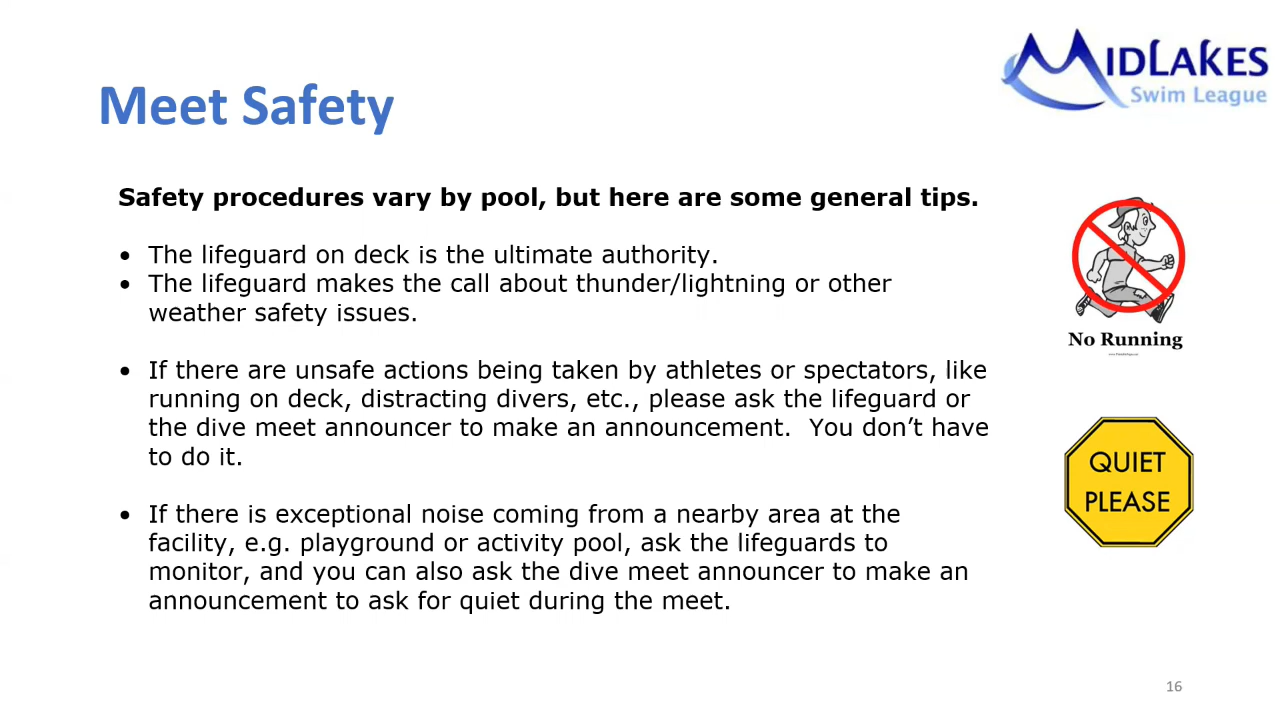 MIDLAKES
Swim League
Meet Safety
Safety procedures vary by pool, but here are some general tips.
• The lifeguard on deck is the ultimate authority.
• The lifeguard makes the call about thunder/lightning or other
weather safety issues.
• If there are unsafe actions being taken by athletes or spectators, like
running on deck, distracting divers, etc., please ask the lifeguard or
the dive meet announcer to make an announcement.  You don’t have
to do it.
• If there is exceptional noise coming from a nearby area at the
facility, e.g. playground or activity pool, ask the lifeguards to
monitor, and you can also ask the dive meet announcer to make an
announcement to ask for quiet during the meet.
No Running
QUIET
PLEASE
16